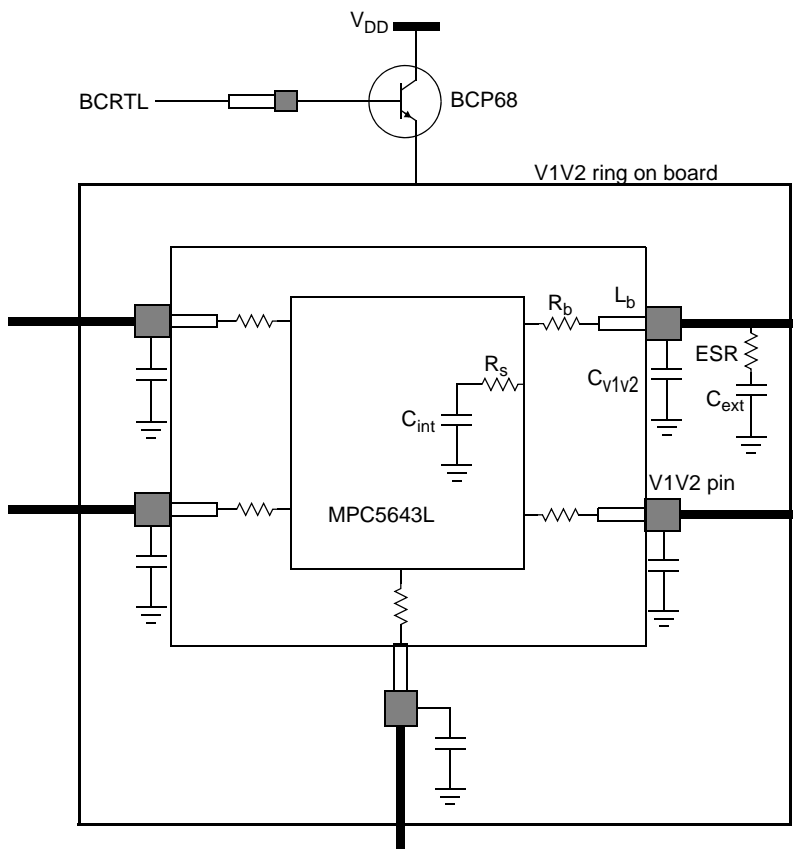 VDD
BCRTL
BCP68
V1V2 ring on board
Rb
Lb
ESR
Rs
CV1V2
Cext
Cint
V1V2 pin
MPC5643L